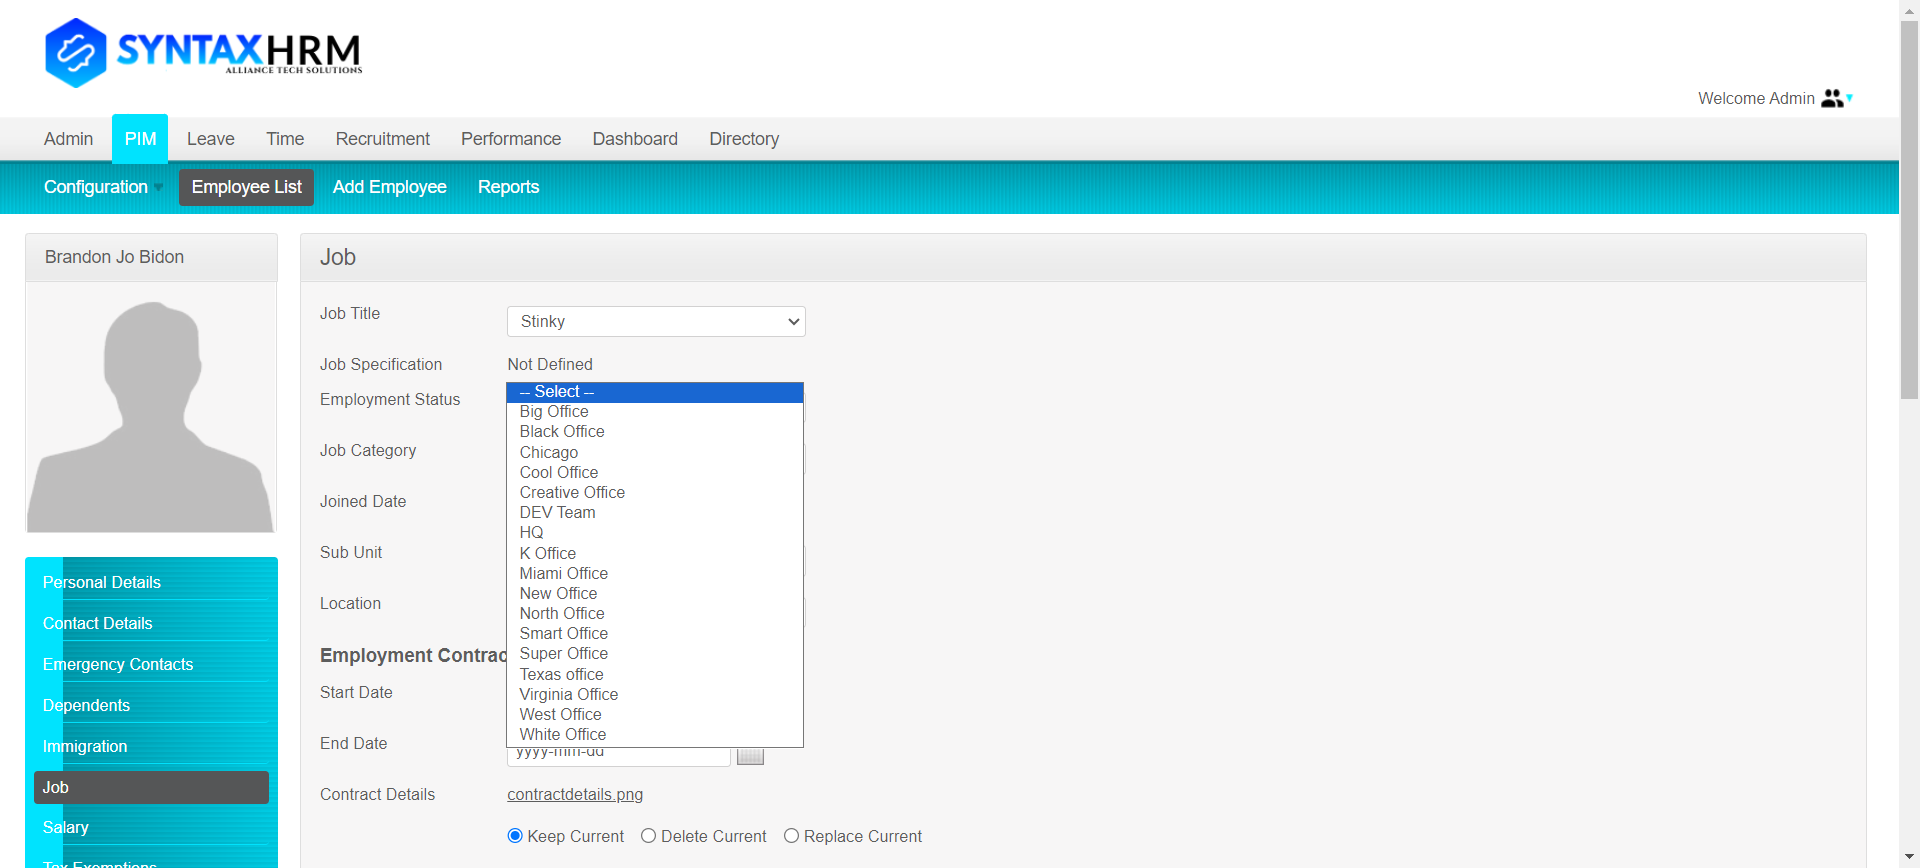 SYNTAXHRM
ALLIANCE TECH SOLUTIONS
Welcome Admin
Admin PIM Leave Time Recruitment Performance Dashboard Directory
Configuration Employee List Add Employee Reports
Brandon Jo Bidon
Personal Details
Contact Details
Emergency Contacts
Dependents
Immigration
Job
Salary
Tax Exemptions
Job
Job Title Stinky
Job Specification Not Defined
Employment Status
Job Category
Joined Date
Sub Unit
Location
-- Select --
Big Office
Black Office
Chicago
Cool Office
Creative Office
DEV Team
HQ
K Office
Miami Office
New Office
North Office
Smart Office
Super Office
Texas office
Virginia Office
West Office
White Office
Employment Contrac
Start Date
End Date yyyy-mm-dd
Contract Details contractdetails.png
Keep Current Delete Current Replace Current